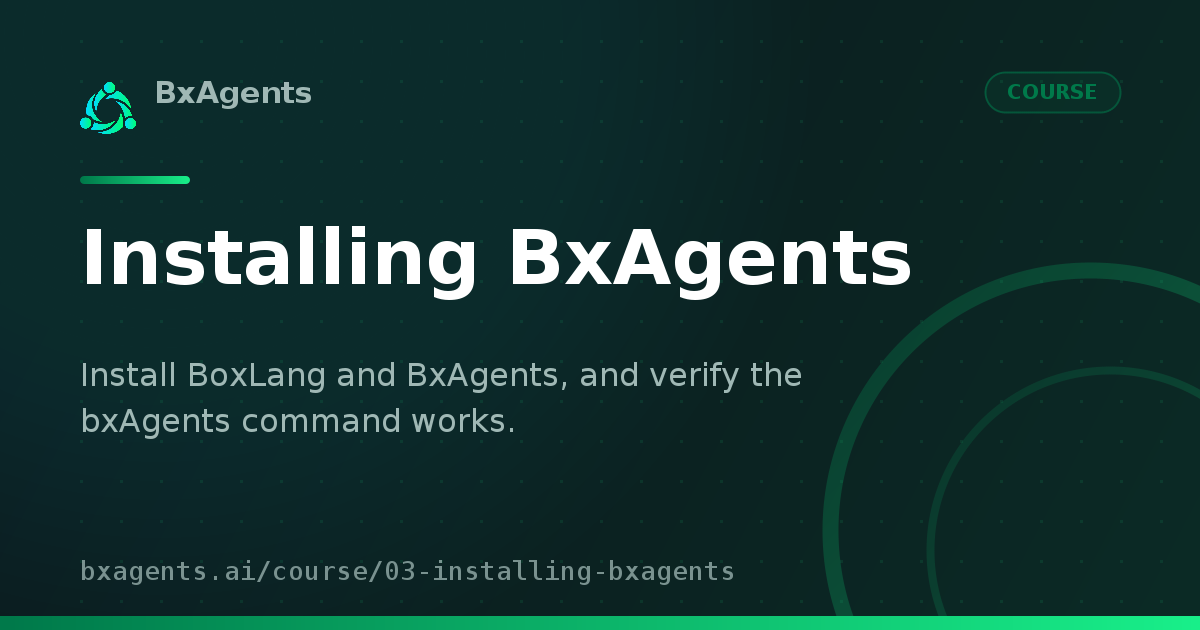 BxAgents
COURSE
Installing BxAgents
Install BoxLang and BxAgents, and verify the
bxAgents command works.
bxagents.ai/course/03-installing-bxagents